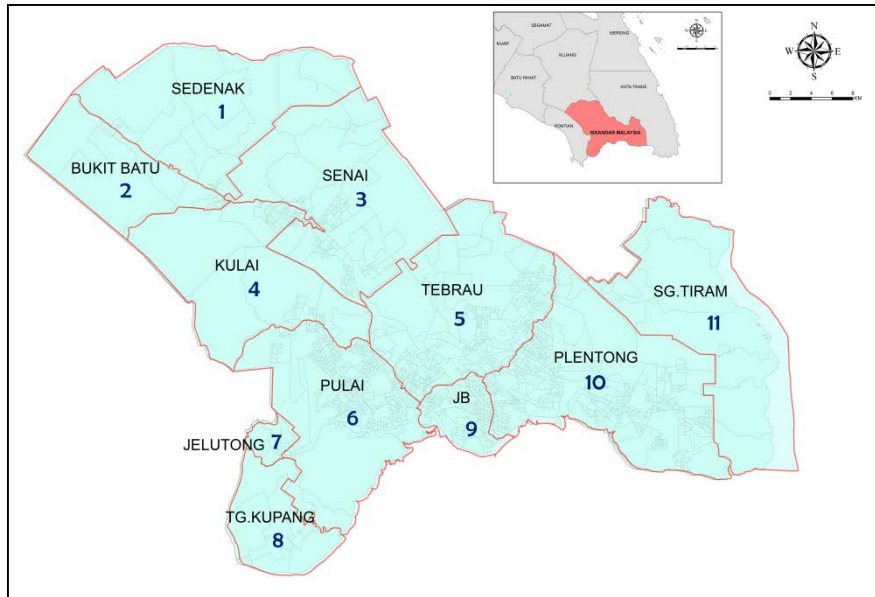 SEDENAK
1
BUKIT BATU
2
SENAI
3
KULAI
4
TEBRAU
5
SG.TIRAM
11
PLENTONG
10
PULAI
6
JB
9
JELUTONG 7
TG.KUPANG
8
SEGAMAT
MERSING
MUAR
KLUANG
BATU PAHAT
KOTA TINGGI
PONTIAN
ISKANDAR MALAYSIA
N
W E
S
0 2 4 6 8
KM